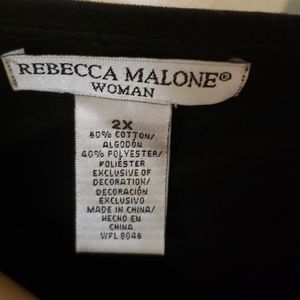 REBECCA MALONE®
WOMAN
2X
60% COTTON/
ALGODÓN
40% POLYESTER/
POLIÉSTER
EXCLUSIVE OF
DECORATION/
DECORACIÓN
EXCLUSIVO
MADE IN CHINA/
HECHO EN
CHINA
WPL 8046